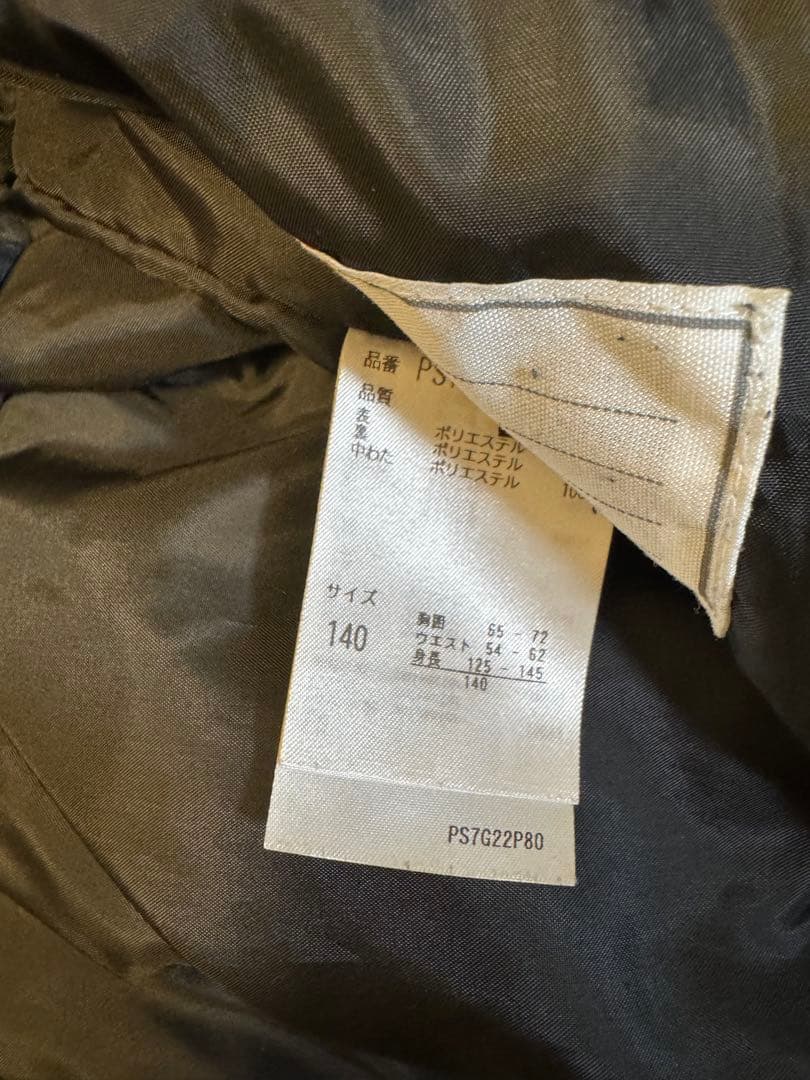 品番 PS
品質
表 ポリエステル
裏 ポリエステル
中わた ポリエステル
サイズ
140
胸囲 65 - 72
ウエスト 54 - 62
身長 125 - 145
140
PS7G22P80